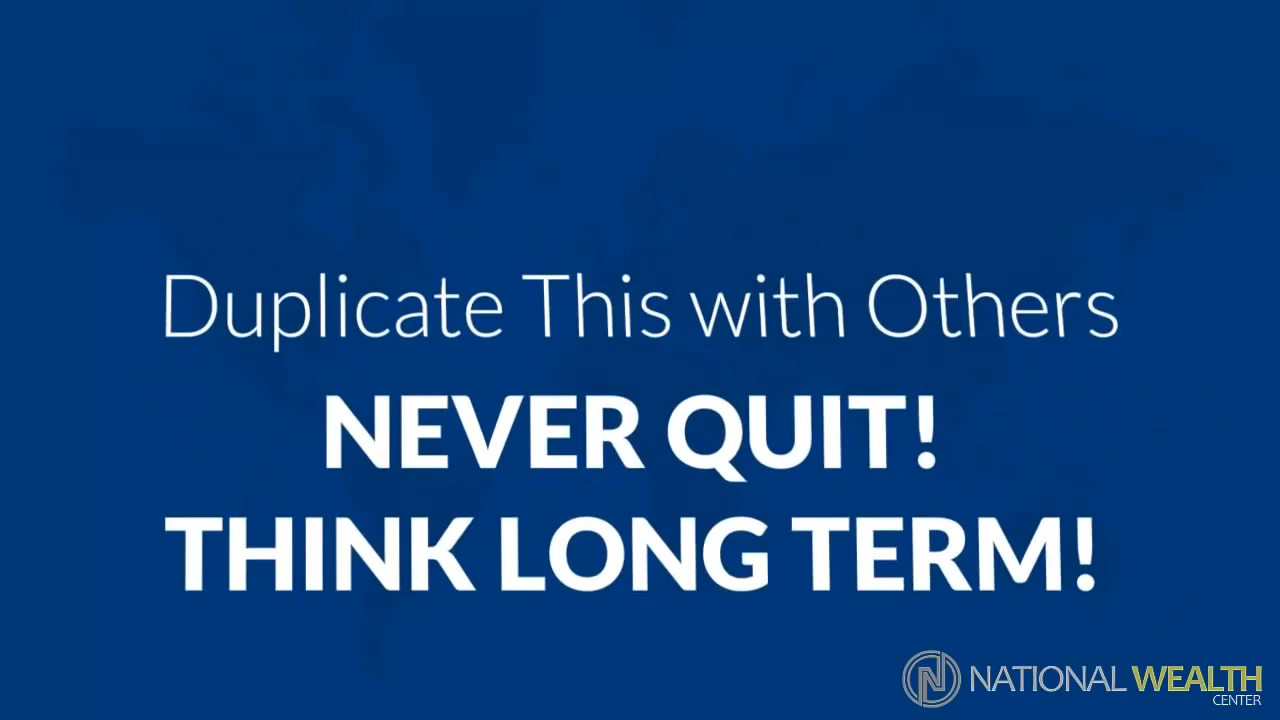 Duplicate This with Others
NEVER QUIT!
THINK LONG TERM!
NATIONAL WEALTH
CENTER